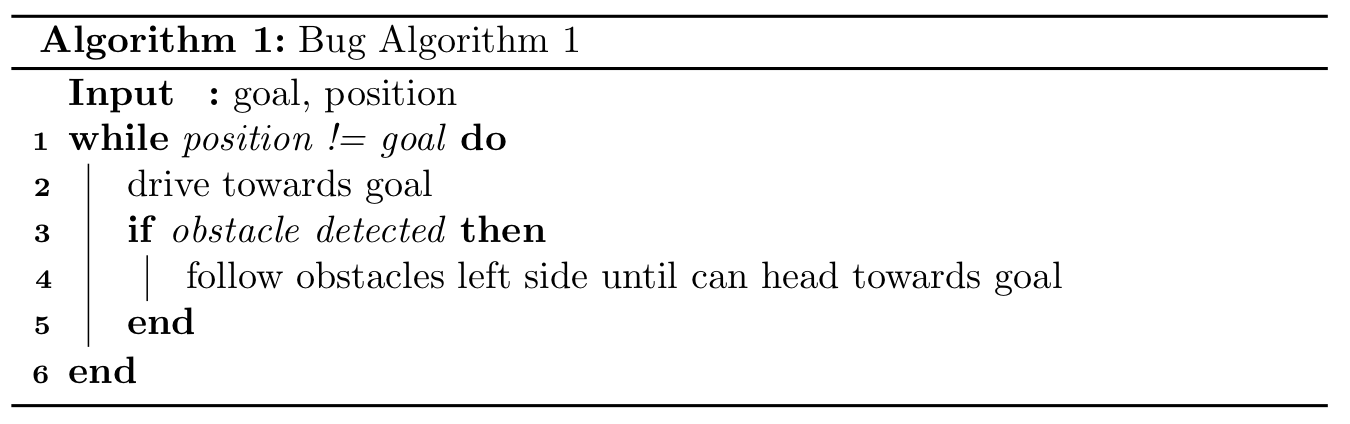 Algorithm 1: Bug Algorithm 1
Input : goal, position
1 while position != goal do
2 drive towards goal
3 if obstacle detected then
4 follow obstacles left side until can head towards goal
5 end
6 end